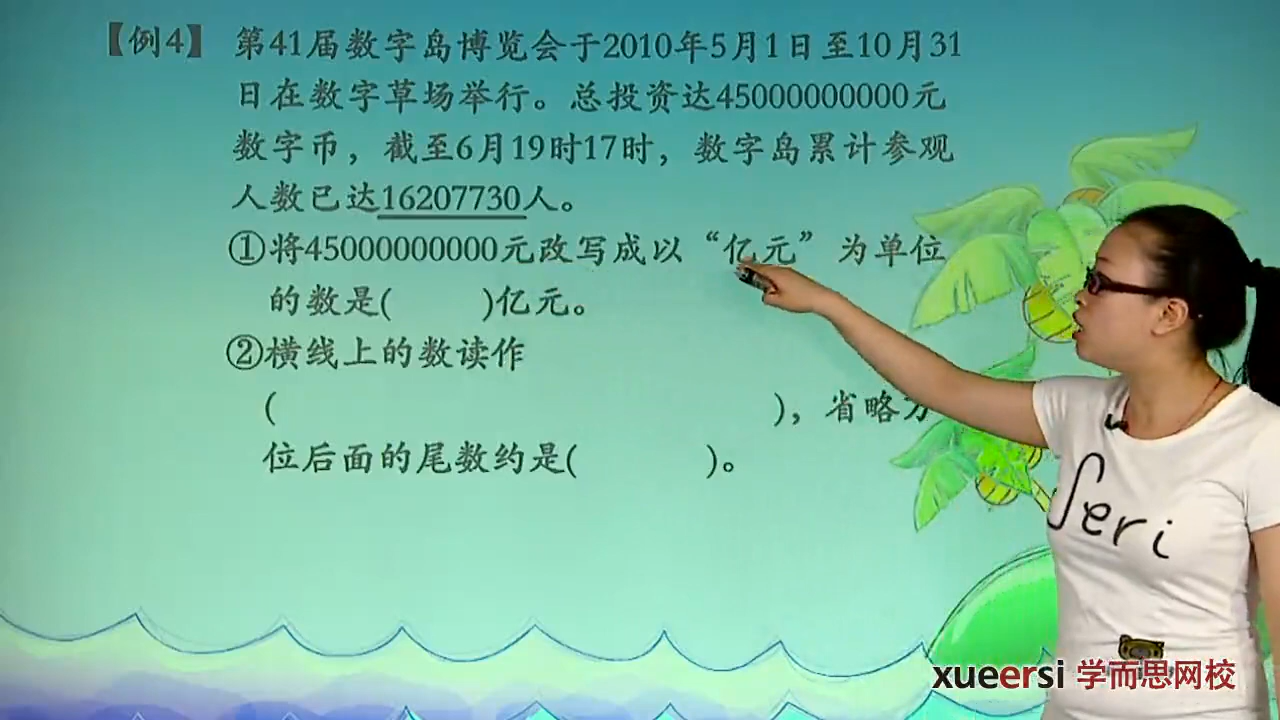 【例4】 第41届数字岛博览会于2010年5月1日至10月31
日在数字草场举行。总投资达45000000000元
数字币，截至6月19时17时，数字岛累计参观
人数已达16207730人。
①将45000000000元改写成以“亿元”为单位
的数是(　　)亿元。
②横线上的数读作
(　　　　　　　　　　)，省略万
位后面的尾数约是(　　　)。
Seri
xueersi 学而思网校